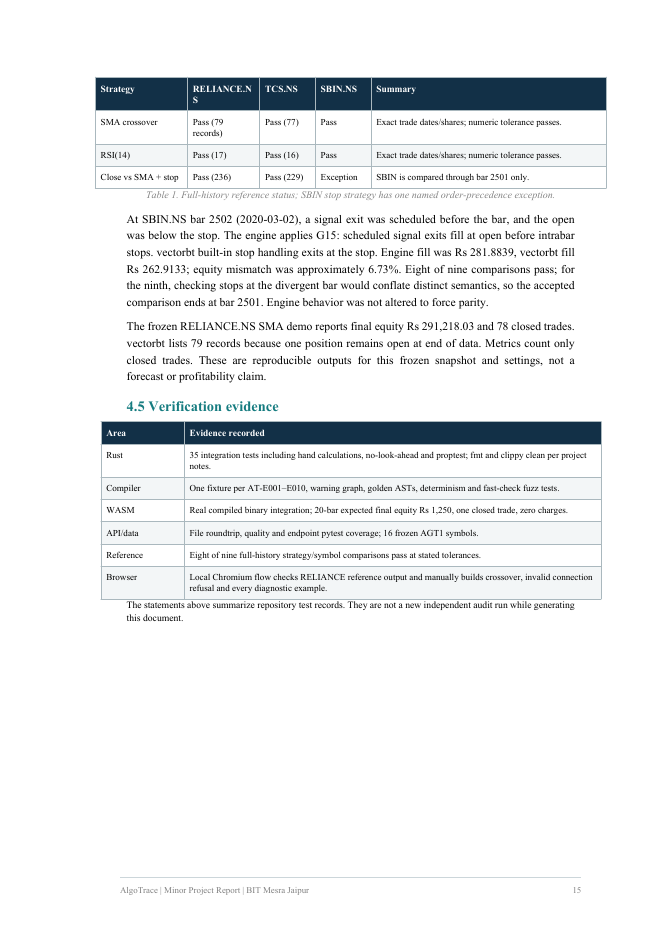 Strategy RELIANCE.N TCS.NS SBIN.NS Summary
S
SMA crossover Pass (79 Pass (77) Pass Exact trade dates/shares; numeric tolerance passes.
records)
RSI(14) Pass (17) Pass (16) Pass Exact trade dates/shares; numeric tolerance passes.
Close vs SMA + stop Pass (236) Pass (229) Exception SBIN is compared through bar 2501 only.
Table 1. Full-history reference status; SBIN stop strategy has one named order-precedence exception.
At SBIN.NS bar 2502 (2020-03-02), a signal exit was scheduled before the bar, and the open
was below the stop. The engine applies G15: scheduled signal exits fill at open before intrabar
stops. vectorbt built-in stop handling exits at the stop. Engine fill was Rs 281.8839, vectorbt fill
Rs 262.9133; equity mismatch was approximately 6.73%. Eight of nine comparisons pass; for
the ninth, checking stops at the divergent bar would conflate distinct semantics, so the accepted
comparison ends at bar 2501. Engine behavior was not altered to force parity.
The frozen RELIANCE.NS SMA demo reports final equity Rs 291,218.03 and 78 closed trades.
vectorbt lists 79 records because one position remains open at end of data. Metrics count only
closed trades. These are reproducible outputs for this frozen snapshot and settings, not a
forecast or profitability claim.
4.5 Verification evidence
Area Evidence recorded
Rust 35 integration tests including hand calculations, no-look-ahead and proptest; fmt and clippy clean per project
notes.
Compiler One fixture per AT-E001–E010, warning graph, golden ASTs, determinism and fast-check fuzz tests.
WASM Real compiled binary integration; 20-bar expected final equity Rs 1,250, one closed trade, zero charges.
API/data File roundtrip, quality and endpoint pytest coverage; 16 frozen AGT1 symbols.
Reference Eight of nine full-history strategy/symbol comparisons pass at stated tolerances.
Browser Local Chromium flow checks RELIANCE reference output and manually builds crossover, invalid connection
refusal and every diagnostic example.
The statements above summarize repository test records. They are not a new independent audit run while generating
this document.
AlgoTrace | Minor Project Report | BIT Mesra Jaipur 15